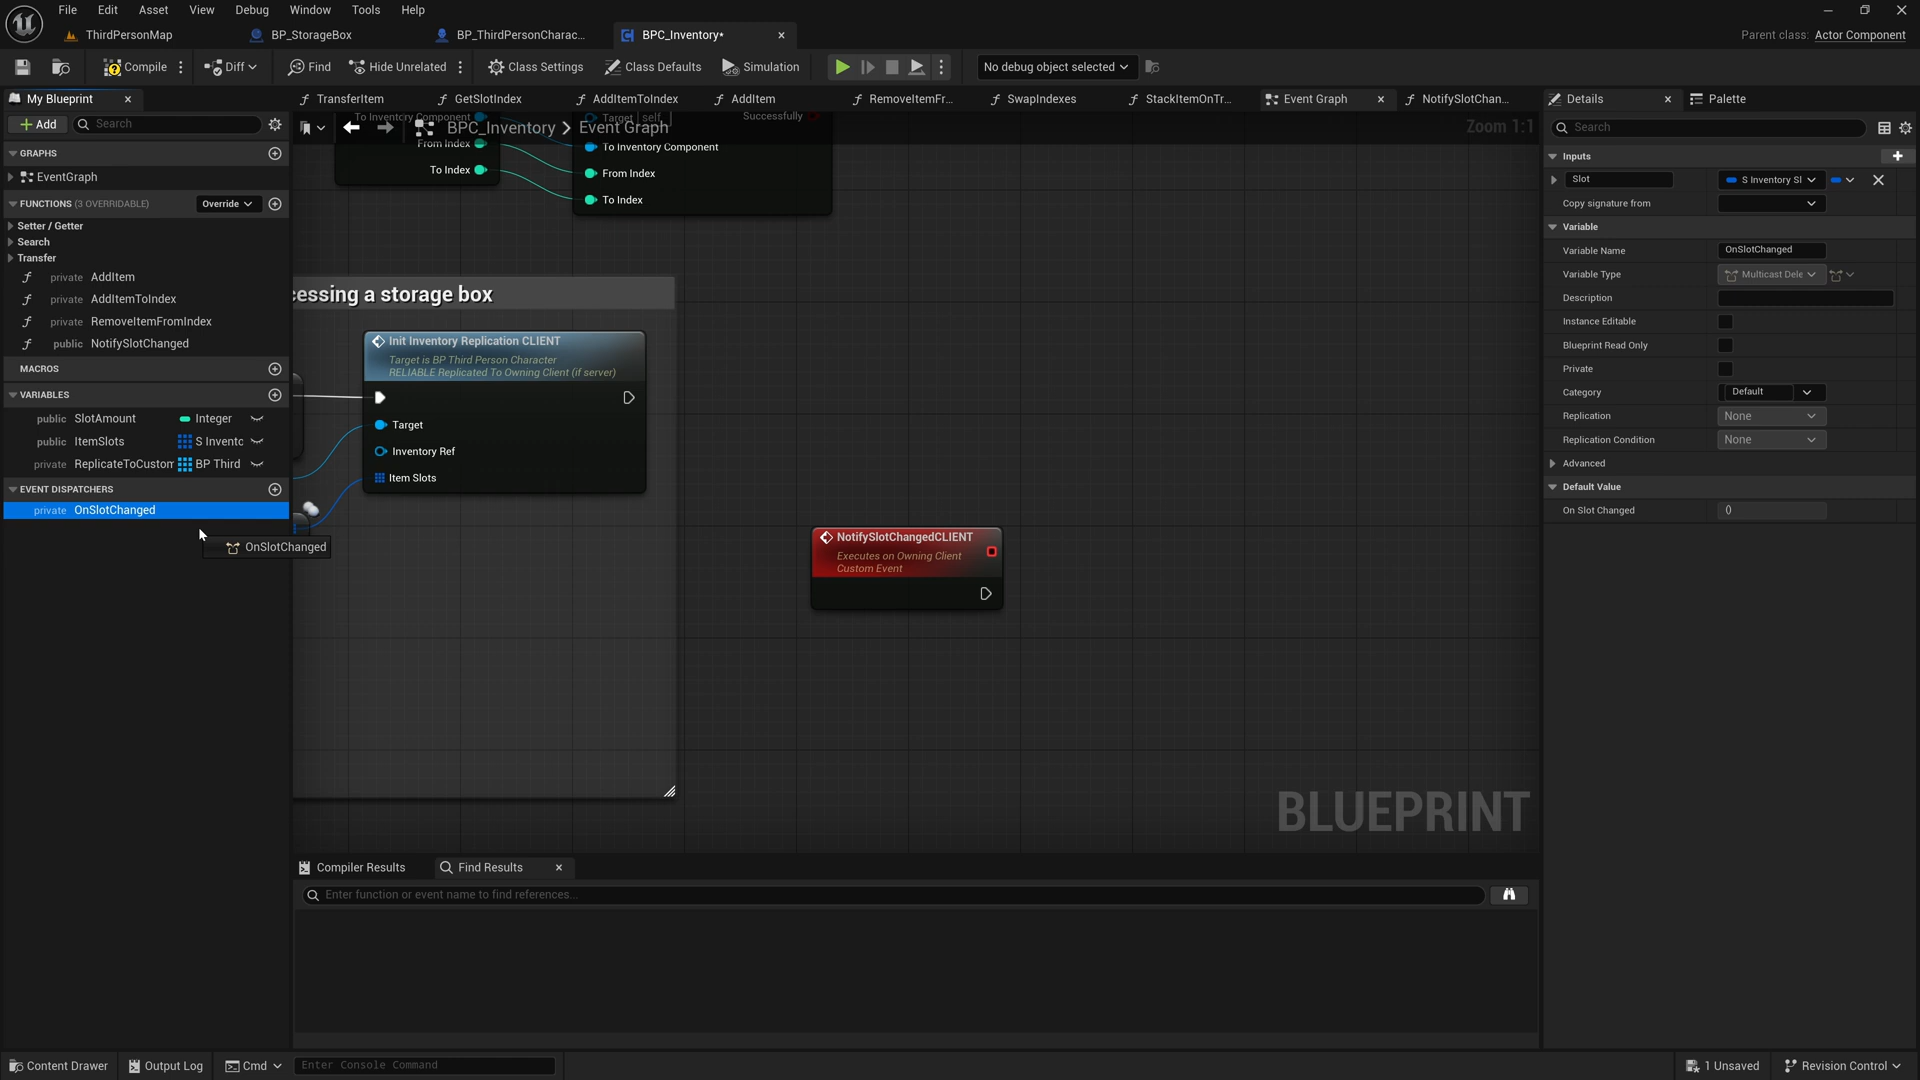 File Edit Asset View Debug Window Tools Help
ThirdPersonMap BP_StorageBox BP_ThirdPersonCharac... BPC_Inventory* Parent class: Actor Component
Compile Diff Find Hide Unrelated Class Settings Class Defaults Simulation No debug object selected
My Blueprint TransferItem GetSlotIndex AddItemToIndex AddItem RemoveItemFr... SwapIndexes StackItemOnTr... Event Graph NotifySlotChan... Details Palette
+ Add Search
BPC_Inventory > Event Graph Zoom 1:1
Search
To Inventory Component Target self Successfully
From Index To Inventory Component
To Index From Index
To Index
GRAPHS
EventGraph
FUNCTIONS (3 OVERRIDABLE) Override
Setter / Getter
Search
Transfer
private AddItem
private AddItemToIndex
private RemoveItemFromIndex
public NotifySlotChanged
MACROS
VARIABLES
public SlotAmount Integer
public ItemSlots S Invento
private ReplicateToCustom BP Third
EVENT DISPATCHERS
private OnSlotChanged
OnSlotChanged
cessing a storage box
Init Inventory Replication CLIENT
Target is BP Third Person Character
RELIABLE Replicated To Owning Client (if server)
Target
Inventory Ref
Item Slots
NotifySlotChangedCLIENT
Executes on Owning Client
Custom Event
BLUEPRINT
Inputs
Slot S Inventory Sl
Copy signature from
Variable
Variable Name OnSlotChanged
Variable Type Multicast Dele
Description
Instance Editable
Blueprint Read Only
Private
Category Default
Replication None
Replication Condition None
Advanced
Default Value
On Slot Changed ()
Compiler Results Find Results
Enter function or event name to find references...
Content Drawer Output Log Cmd Enter Console Command 1 Unsaved Revision Control